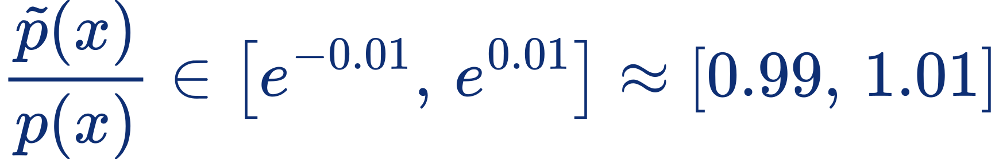 p̃(x)/p(x) ∈ [e^{−0.01}, e^{0.01}] ≈ [0.99, 1.01]